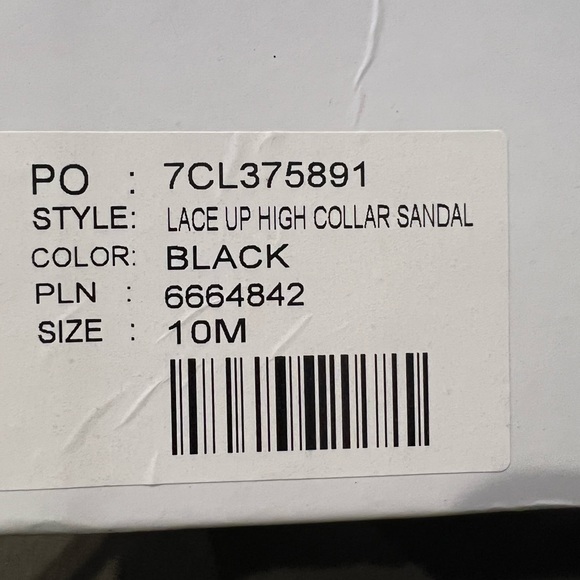 PO : 7CL375891
STYLE: LACE UP HIGH COLLAR SANDAL
COLOR: BLACK
PLN : 6664842
SIZE : 10M